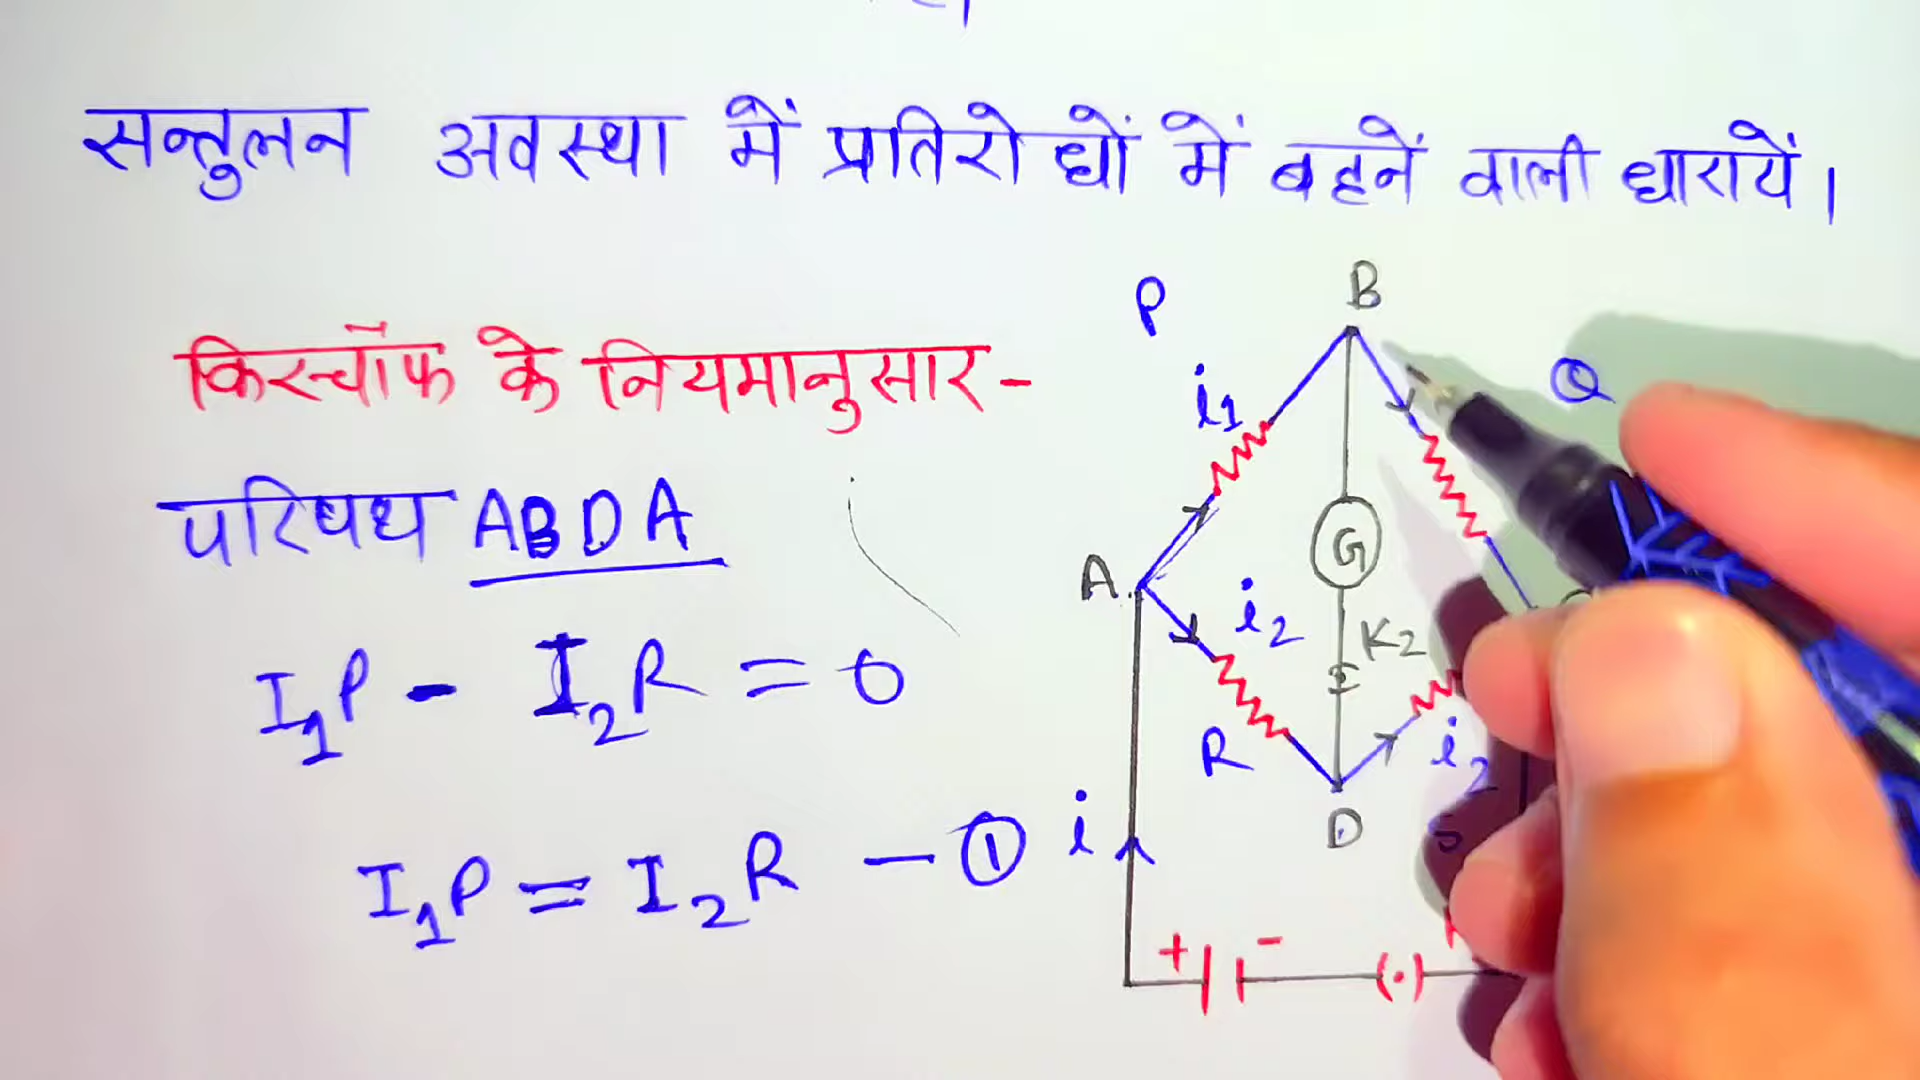 सन्तुलन अवस्था में प्रतिरोधों में बहनें वाली धारायें।
किरचॉफ के नियमानुसार-
परिपथ ABDA
I₁P - I₂R = 0
I₁P = I₂R - ①
B
P
Q
i₁
G
A
i₂
K₂
R
i₂
D
S
i
+ -
(·)